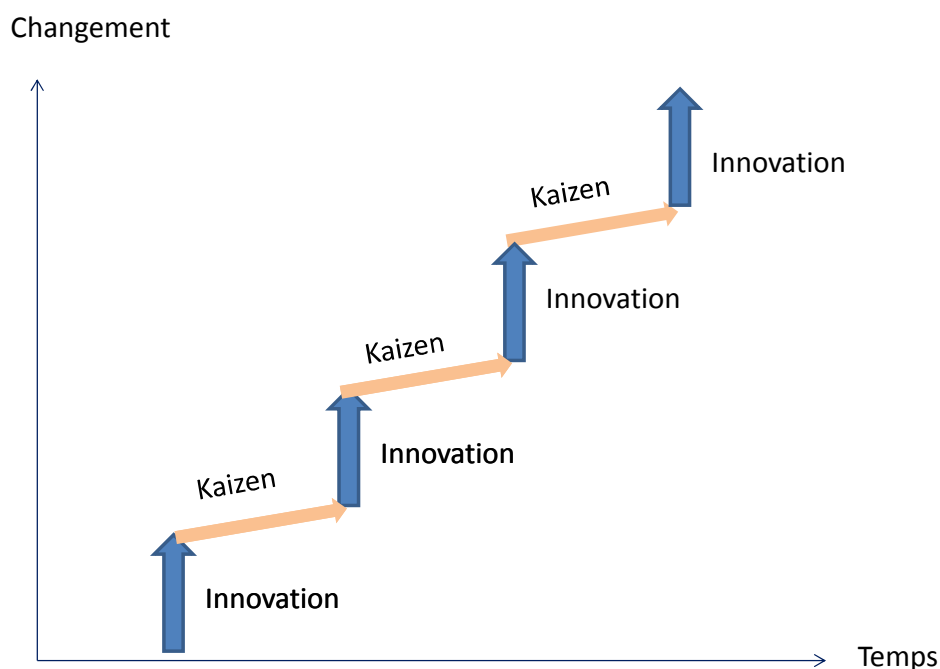 Changement
Innovation
Kaizen
Innovation
Kaizen
Innovation
Kaizen
Innovation
Temps